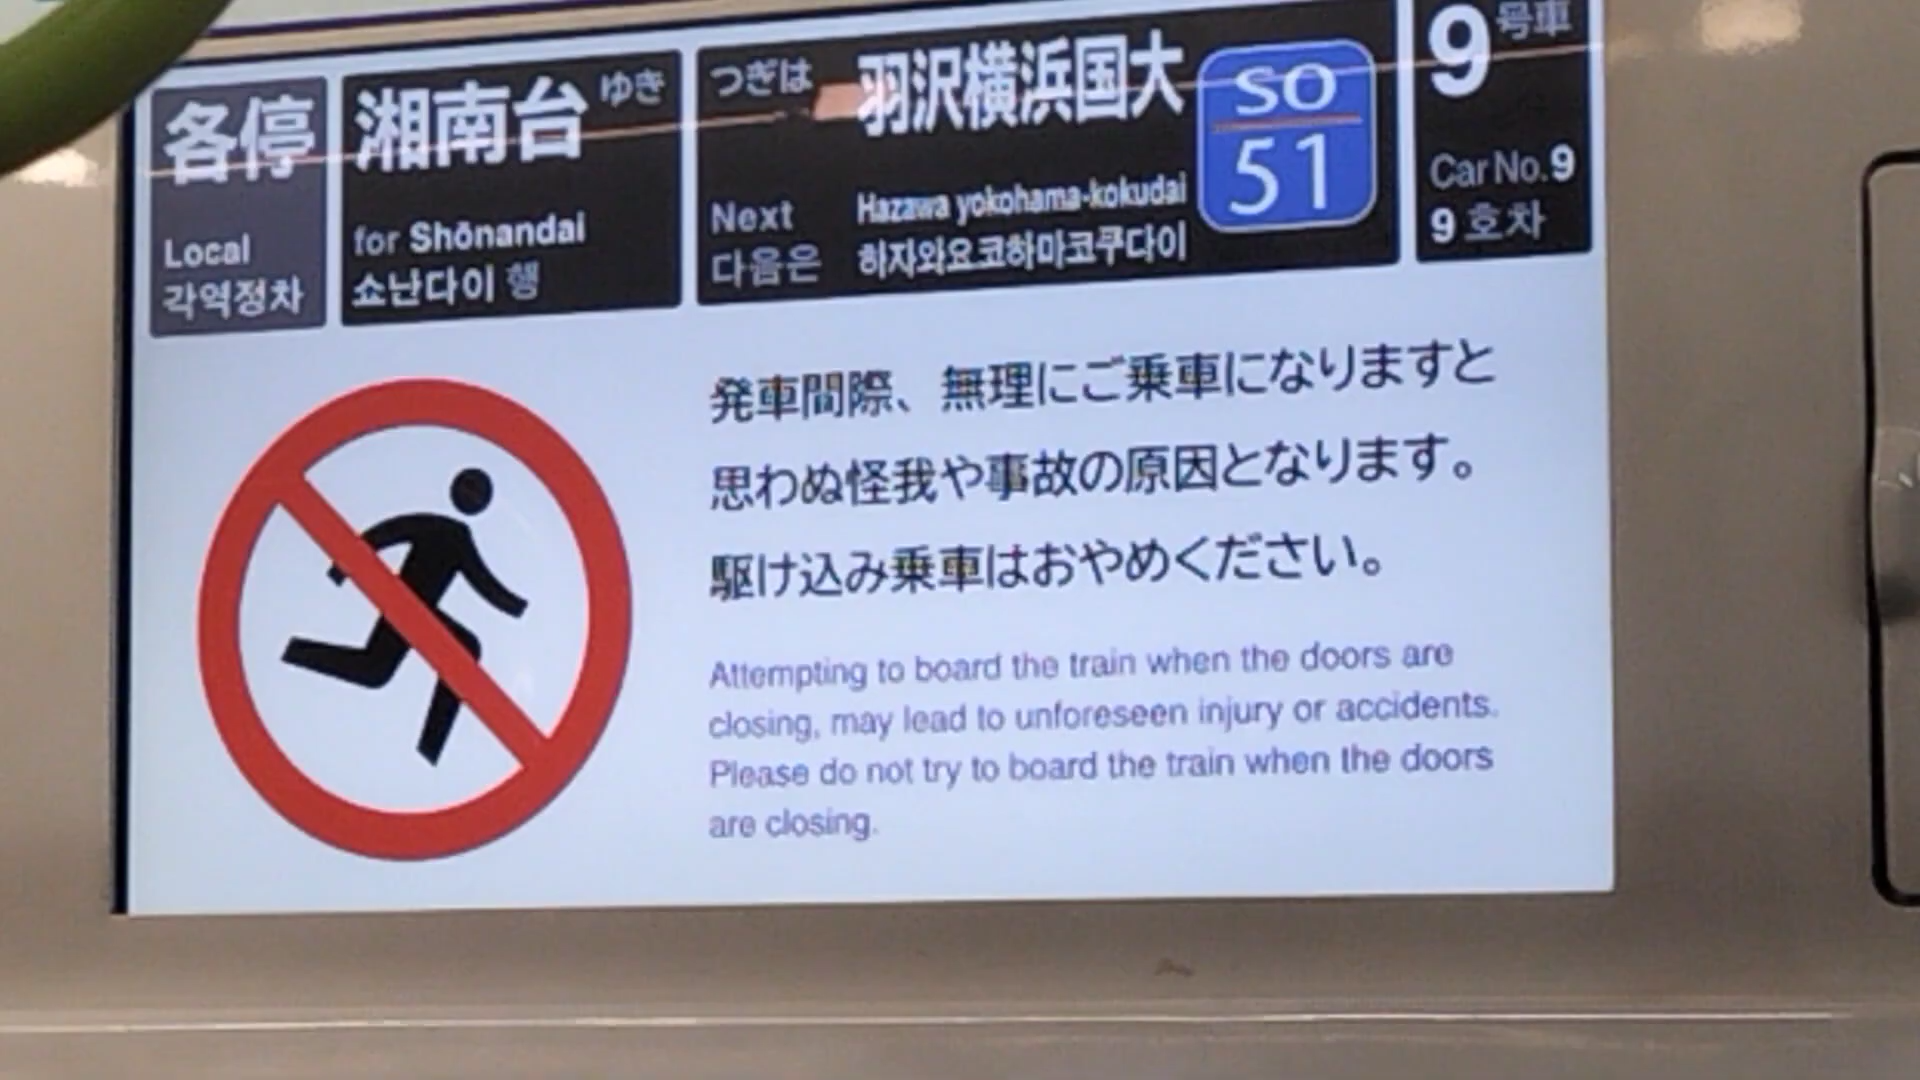 各停
Local
각역정차
湘南台 ゆき
for Shōnandai
쇼난다이 행
つぎは 羽沢横浜国大
Next Hazawa yokohama-kokudai
다음은 하자와요코하마코쿠다이
SO
51
9 号車
Car No. 9
9 호차
発車間際、無理にご乗車になりますと
思わぬ怪我や事故の原因となります。
駆け込み乗車はおやめください。
Attempting to board the train when the doors are
closing, may lead to unforeseen injury or accidents.
Please do not try to board the train when the doors
are closing.